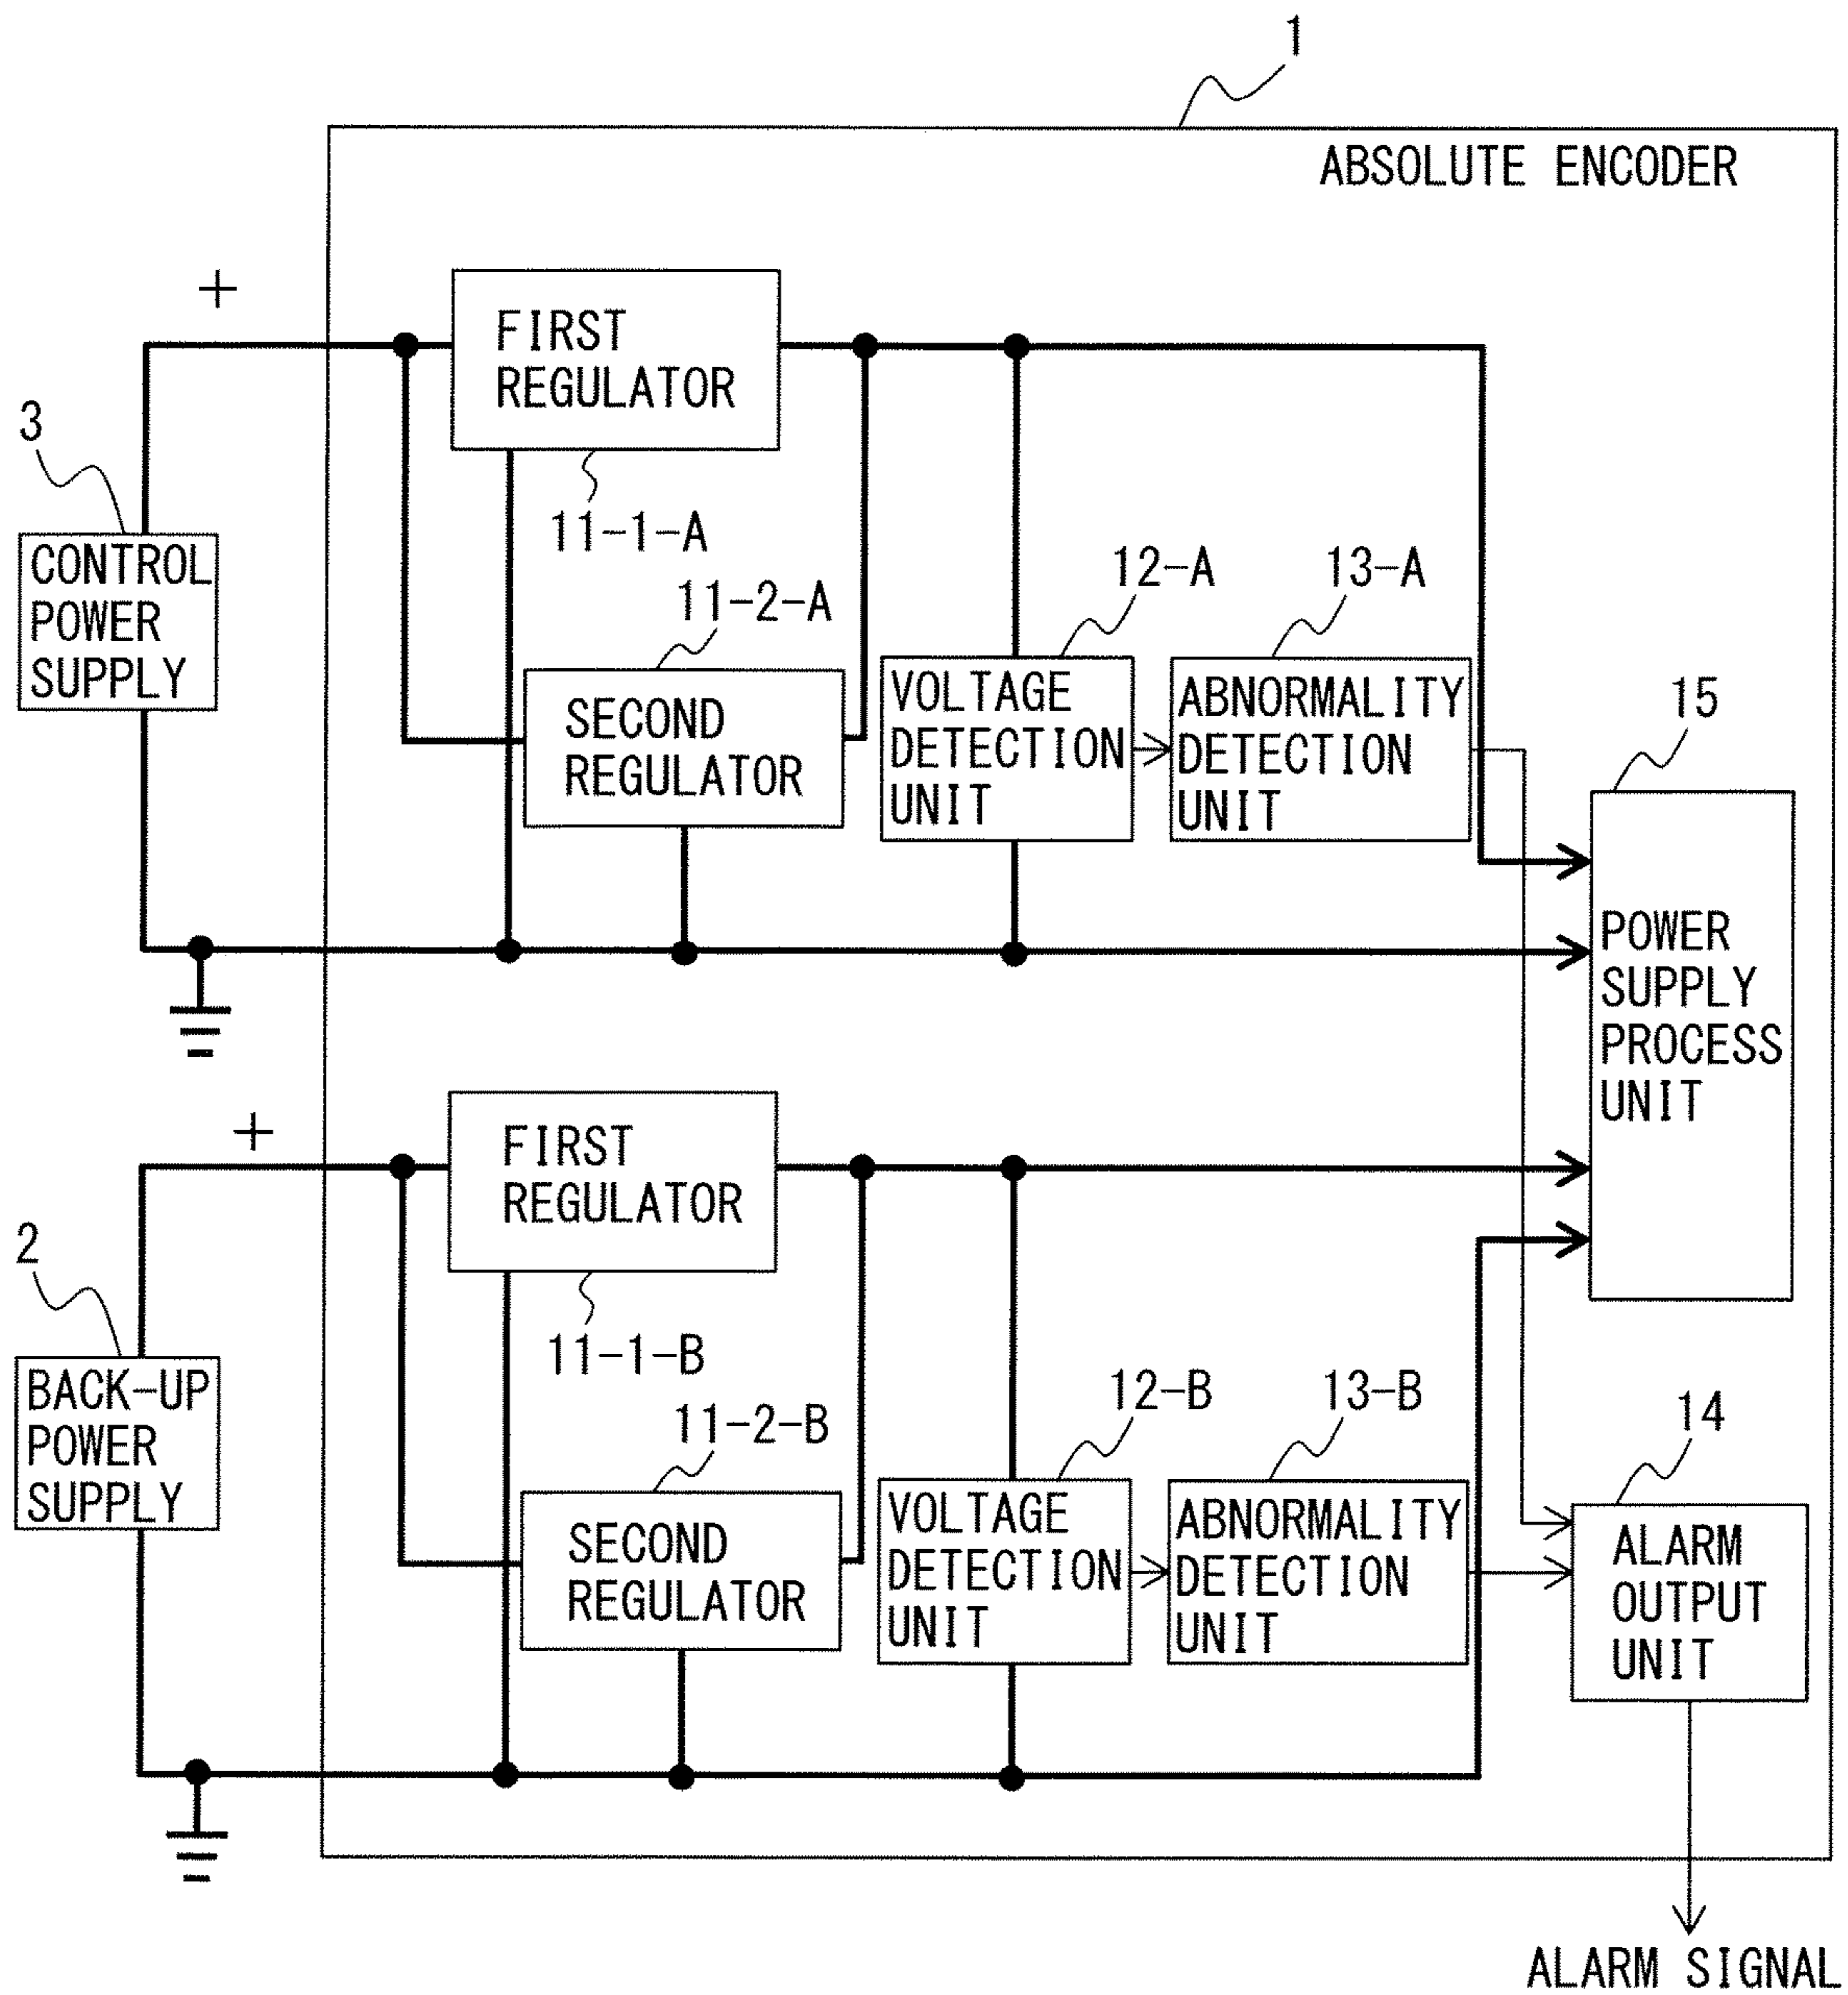 1
ABSOLUTE ENCODER
+
FIRST
REGULATOR
3
11-1-A
CONTROL
POWER
SUPPLY
11-2-A
12-A
13-A
SECOND
REGULATOR
VOLTAGE
DETECTION
UNIT
ABNORMALITY
DETECTION
UNIT
15
POWER
SUPPLY
PROCESS
UNIT
+
FIRST
REGULATOR
2
11-1-B
BACK-UP
POWER
SUPPLY
11-2-B
12-B
13-B
14
SECOND
REGULATOR
VOLTAGE
DETECTION
UNIT
ABNORMALITY
DETECTION
UNIT
ALARM
OUTPUT
UNIT
ALARM SIGNAL